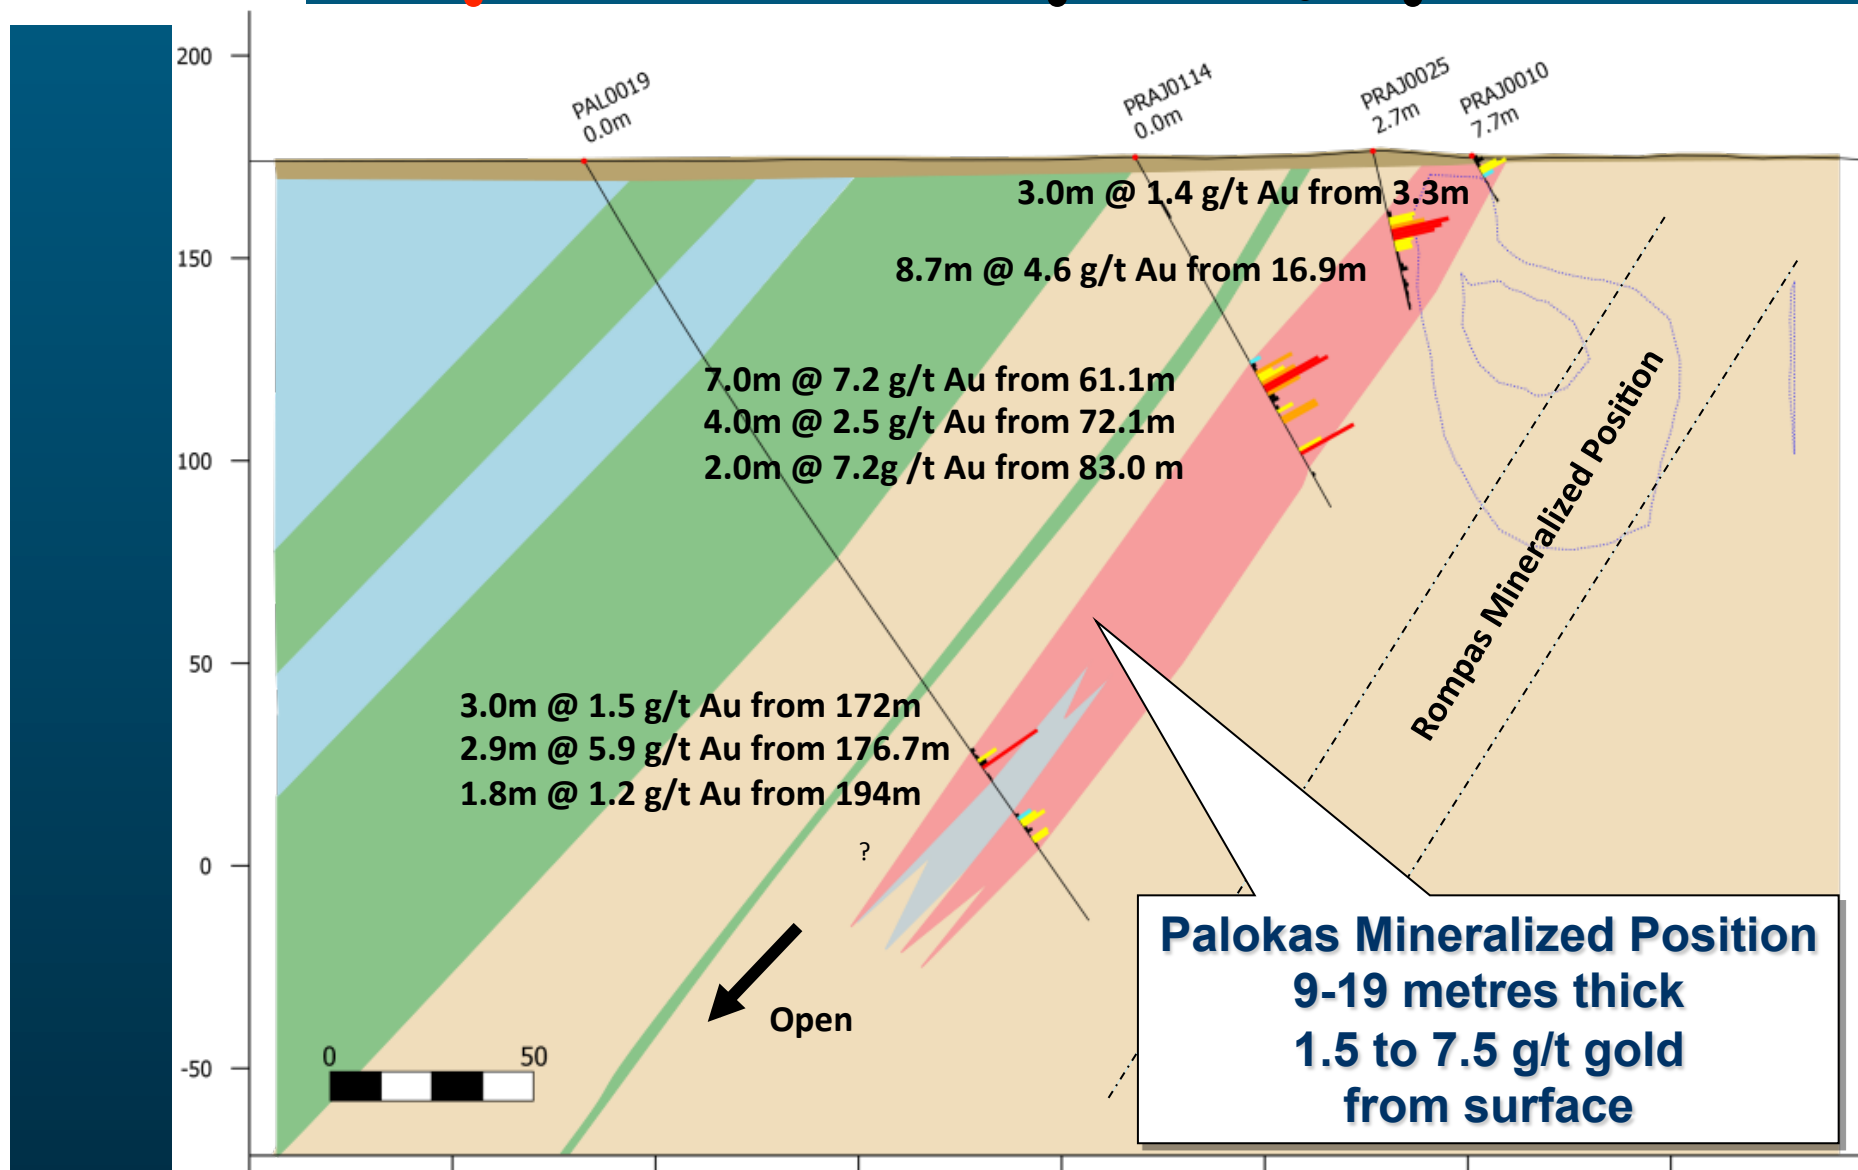 200
150
100
50
0
-50
PAL0019
0.0m
PRAJ0114
0.0m
PRAJ0025
2.7m
PRAJ0010
7.7m
3.0m @ 1.4 g/t Au from 3.3m
8.7m @ 4.6 g/t Au from 16.9m
7.0m @ 7.2 g/t Au from 61.1m
4.0m @ 2.5 g/t Au from 72.1m
2.0m @ 7.2g /t Au from 83.0 m
Rompas Mineralized Position
3.0m @ 1.5 g/t Au from 172m
2.9m @ 5.9 g/t Au from 176.7m
1.8m @ 1.2 g/t Au from 194m
?
Open
0 50
Palokas Mineralized Position
9-19 metres thick
1.5 to 7.5 g/t gold
from surface